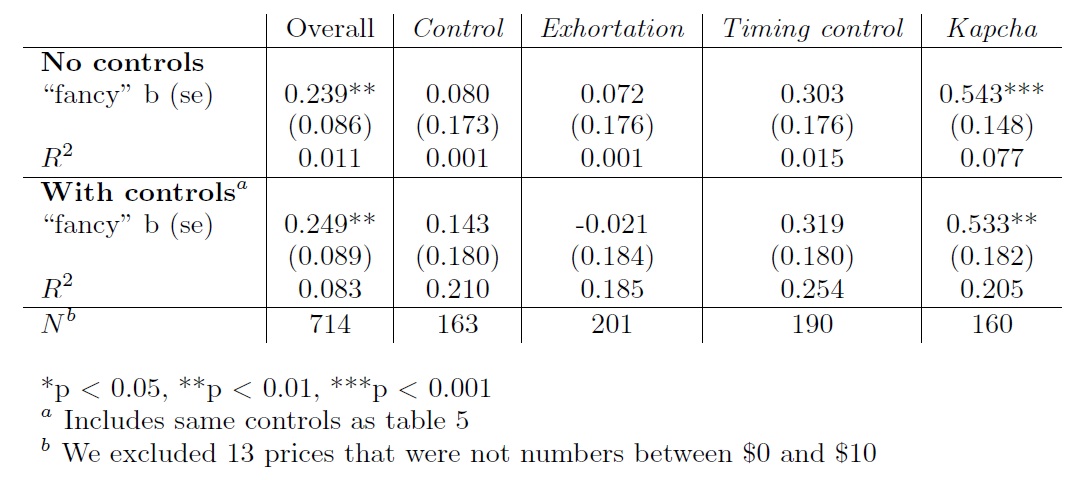 Overall Control Exhortation Timing control Kapcha
No controls
“fancy” b (se) 0.239** 0.080 0.072 0.303 0.543***
(0.086) (0.173) (0.176) (0.176) (0.148)
R² 0.011 0.001 0.001 0.015 0.077
With controlsᵃ
“fancy” b (se) 0.249** 0.143 -0.021 0.319 0.533**
(0.089) (0.180) (0.184) (0.180) (0.182)
R² 0.083 0.210 0.185 0.254 0.205
Nᵇ 714 163 201 190 160
*p < 0.05, **p < 0.01, ***p < 0.001
ᵃ Includes same controls as table 5
ᵇ We excluded 13 prices that were not numbers between $0 and $10